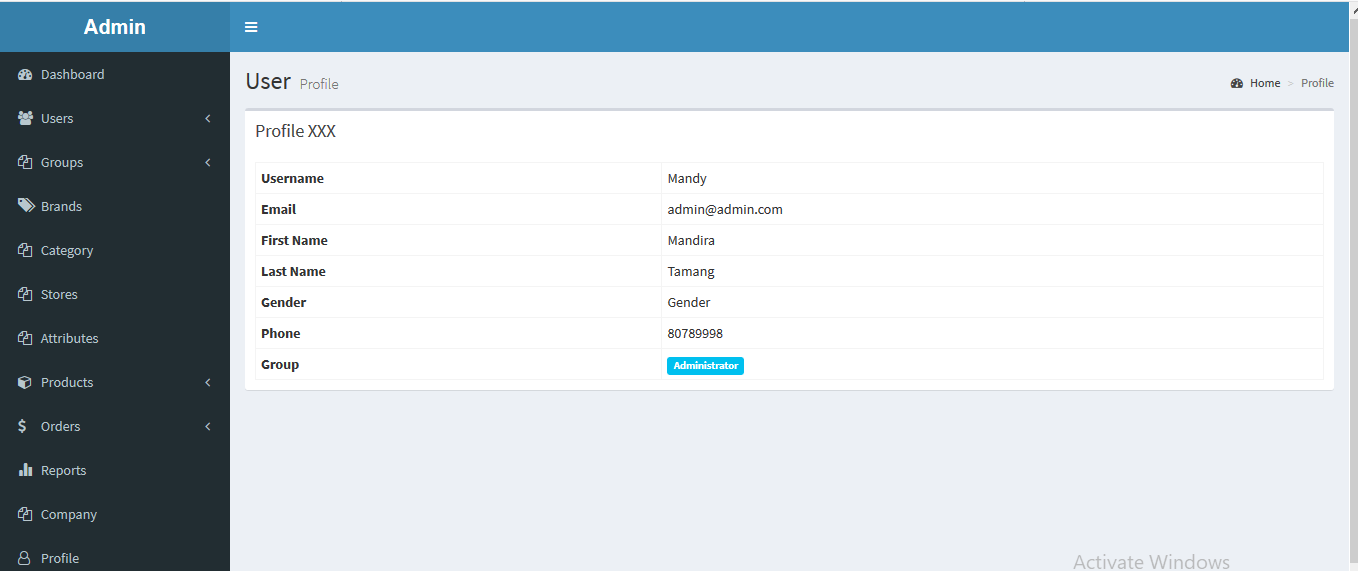 Admin
Dashboard
Users
Groups
Brands
Category
Stores
Attributes
Products
Orders
Reports
Company
Profile
User Profile
Home > Profile
Profile XXX
Username Mandy
Email admin@admin.com
First Name Mandira
Last Name Tamang
Gender Gender
Phone 80789998
Group Administrator
Activate Windows